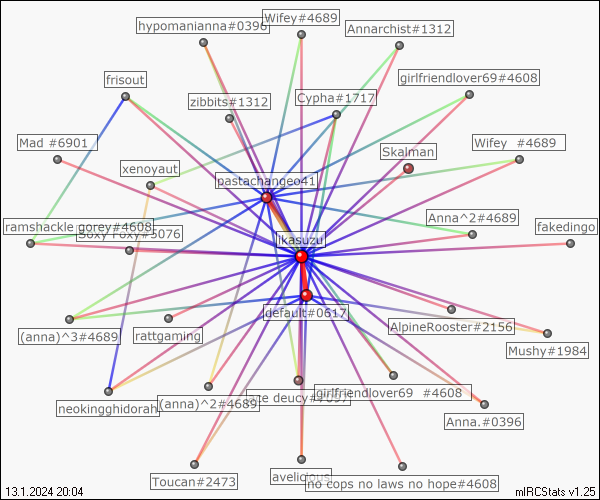 hypomanianna#0396
Wifey#4689
Annarchist#1312
frisout
girlfriendlover69#4608
zibbits#1312
Cypha#1717
Mad #6901
Skalman
Wifey #4689
xenoyaut
pastachangeo41
ramshackle gorey#4608
Anna^2#4689
fakedingo
Soxy Foxy#5076
jkasuzu
default#0617
(anna)^3#4689
rattgaming
AlpineRooster#2156
Mushy#1984
neokingghidorah
(anna)^2#4689
deucy
girlfriendlover69 #4608
Anna.#0396
Toucan#2473
avelicious
no cops no laws no hope#4608
13.1.2024 20:04
mIRCStats v1.25